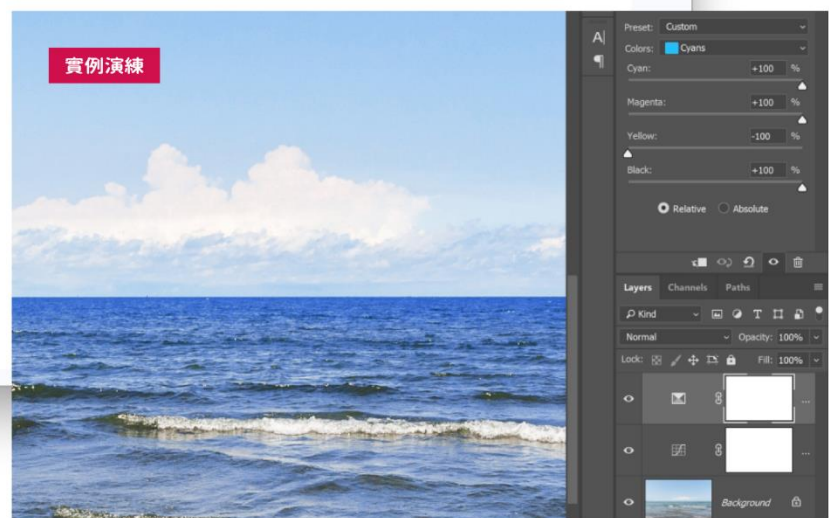 實例演練
A|
¶
Preset: Custom
Colors: Cyans
Cyan: +100 %
Magenta: +100 %
Yellow: -100 %
Black: +100 %
Relative Absolute
Layers Channels Paths
Kind T
Normal Opacity: 100%
Lock: Fill: 100%
...
...
Background